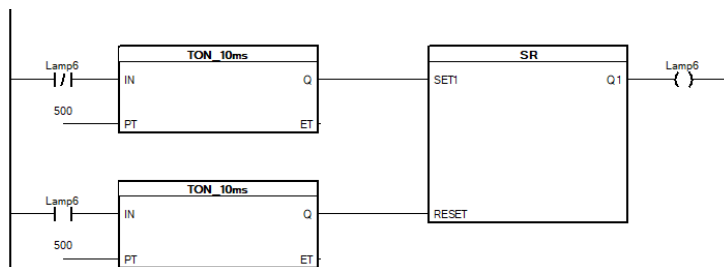 TON_10ms
SR
Lamp6
Lamp6
IN
Q
SET1
Q1
500
PT
ET
TON_10ms
Lamp6
IN
Q
RESET
500
PT
ET